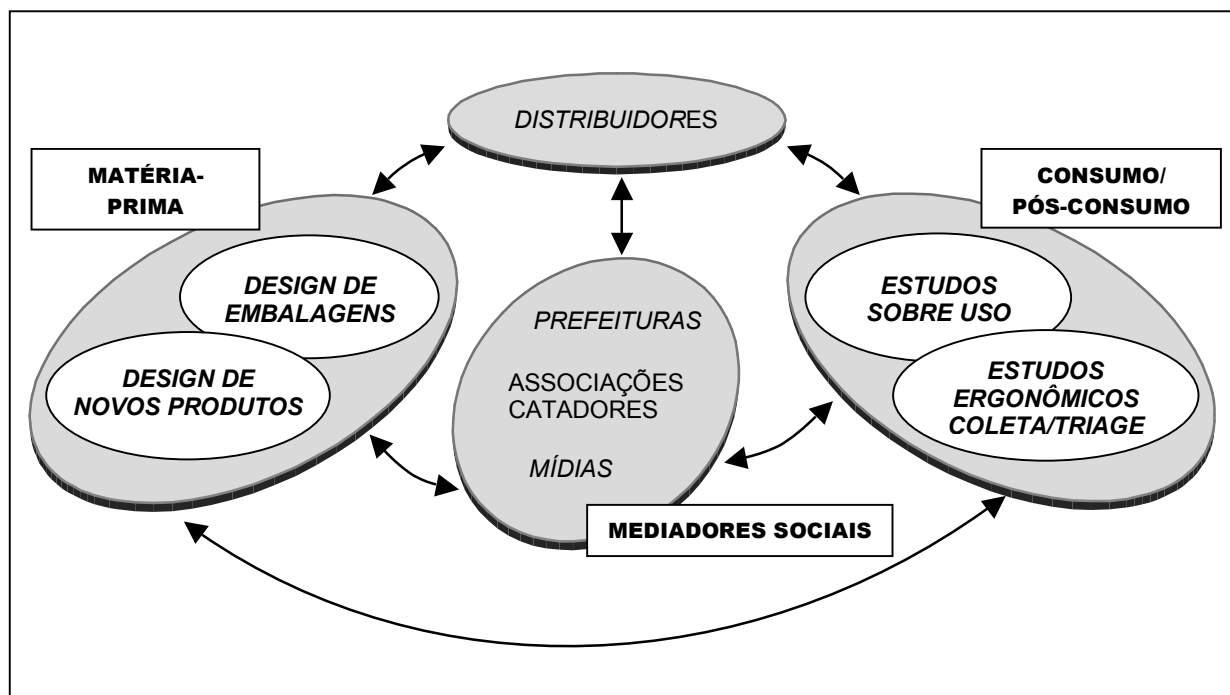 DISTRIBUIDORES
MATÉRIA-
PRIMA
DESIGN DE
EMBALAGENS
DESIGN DE
NOVOS PRODUTOS
PREFEITURAS
ASSOCIAÇÕES
CATADORES
MÍDIAS
MEDIADORES SOCIAIS
CONSUMO/
PÓS-CONSUMO
ESTUDOS
SOBRE USO
ESTUDOS
ERGONÔMICOS
COLETA/TRIAGE